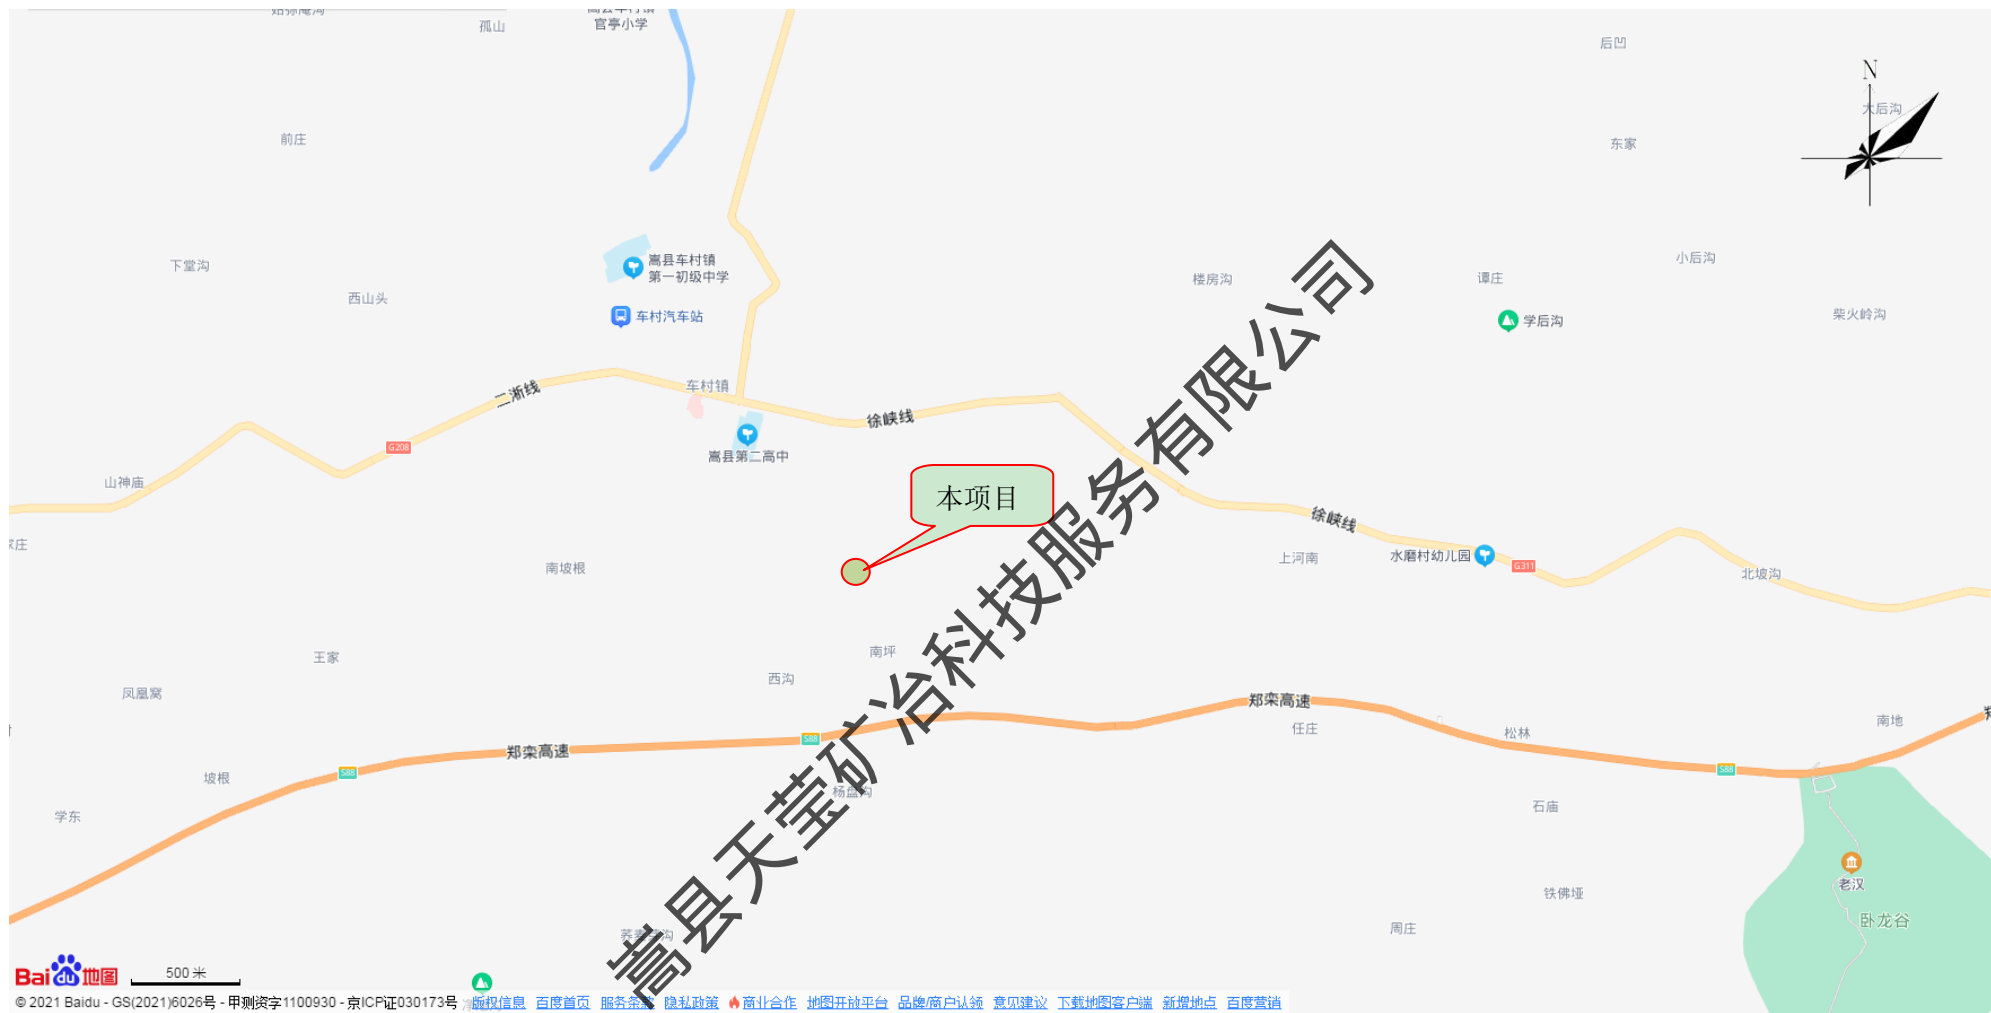 孤山
官亭小学
后凹
N
大后沟
前庄
东家
嵩县车村镇
第一初级中学
下堂沟
西山头
楼房沟
谭庄
小后沟
车村汽车站
学后沟
柴火岭沟
车村镇
二淅线
徐峡线
G208
嵩县第二高中
山神庙
本项目
徐峡线
南坡根
上河南
水磨村幼儿园
G311
北坡沟
王家
南坪
西沟
凤凰窝
郑栾高速
任庄
松林
南地
郑栾高速
S88
S88
S88
坡根
杨盘沟
学东
石庙
老汉
铁佛垭
卧龙谷
周庄
嵩县天莹矿冶科技服务有限公司
Bai du 地图
500 米
© 2021 Baidu - GS(2021)6026号 - 甲测资字1100930 - 京ICP证030173号 版权信息 百度首页 服务条款 隐私政策 商业合作 地图开放平台 品牌/商户认领 意见建议 下载地图客户端 新增地点 百度营销